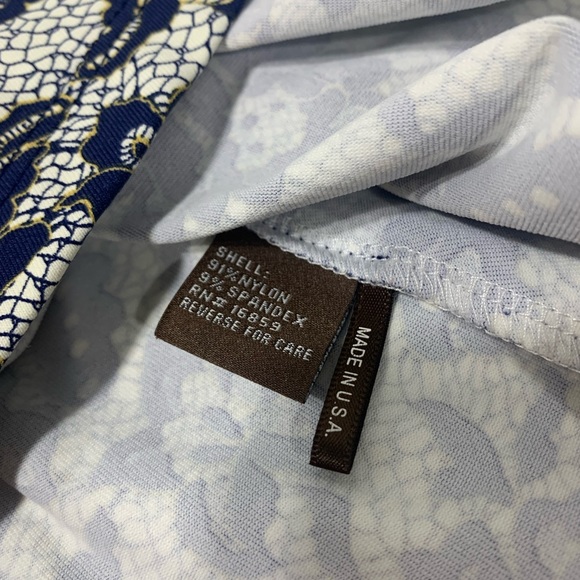 SHELL:
91%NYLON
9%SPANDEX
RN# 16859
REVERSE FOR CARE
MADE IN U.S.A.